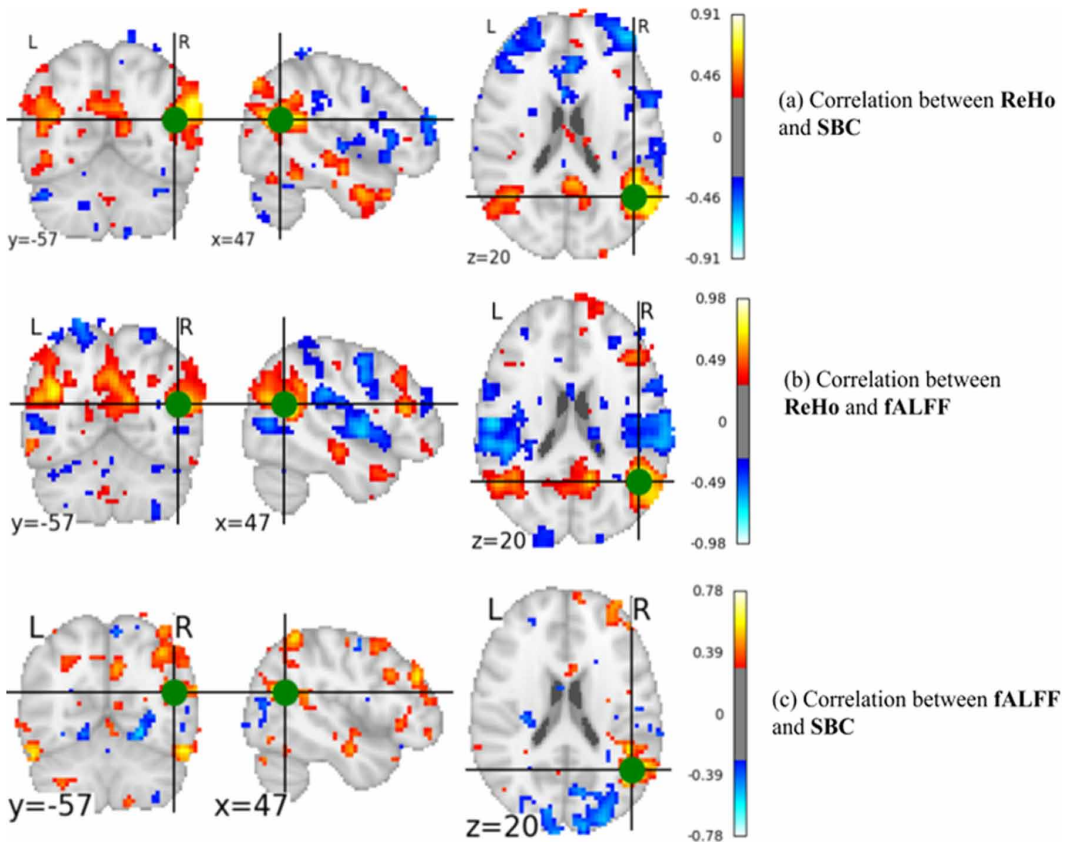 L R L R 0.91
0.46
0
-0.46
-0.91
y=-57 x=47 z=20
(a) Correlation between ReHo
and SBC
L R L R 0.98
0.49
0
-0.49
-0.98
y=-57 x=47 z=20
(b) Correlation between
ReHo and fALFF
L R L R 0.78
0.39
0
-0.39
-0.78
y=-57 x=47 z=20
(c) Correlation between fALFF
and SBC